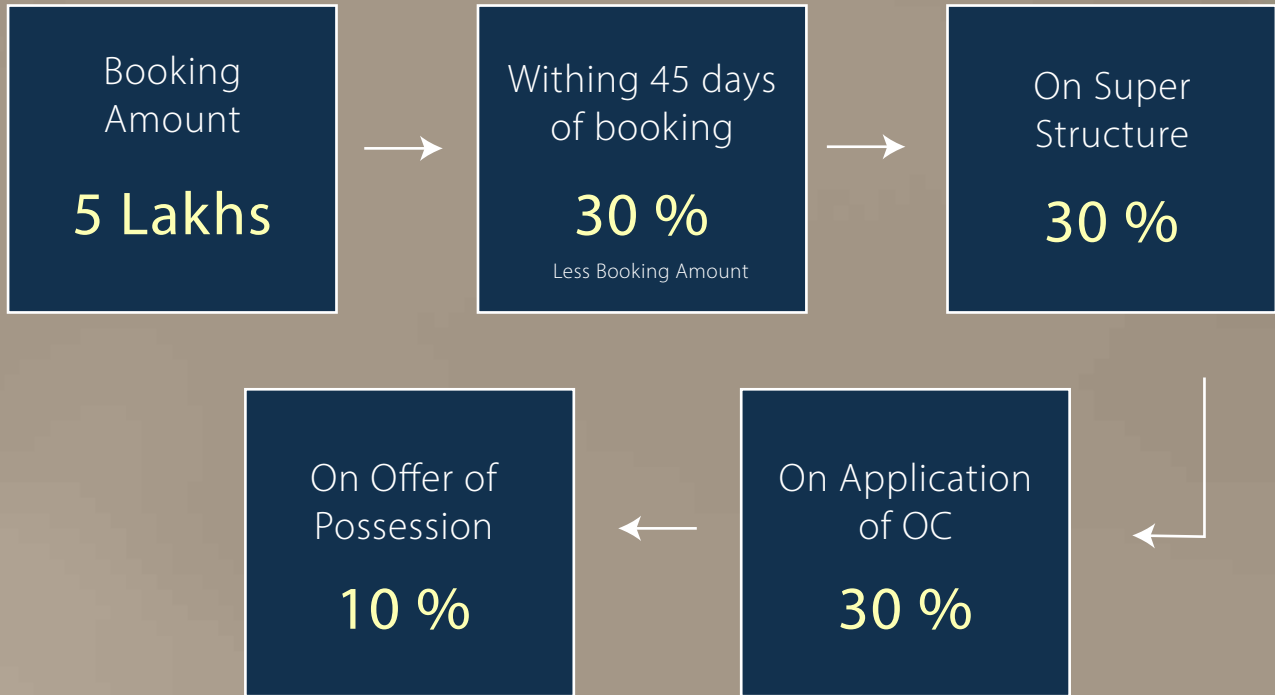 Booking
Amount
5 Lakhs
Withing 45 days
of booking
30 %
Less Booking Amount
On Super
Structure
30 %
On Application
of OC
30 %
On Offer of
Possession
10 %